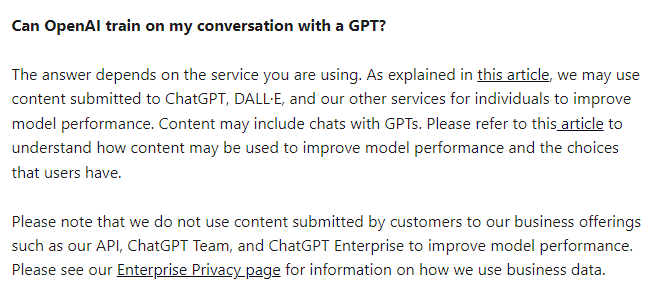 Can OpenAI train on my conversation with a GPT?
The answer depends on the service you are using. As explained in this article, we may use
content submitted to ChatGPT, DALL·E, and our other services for individuals to improve
model performance. Content may include chats with GPTs. Please refer to this article to
understand how content may be used to improve model performance and the choices
that users have.
Please note that we do not use content submitted by customers to our business offerings
such as our API, ChatGPT Team, and ChatGPT Enterprise to improve model performance.
Please see our Enterprise Privacy page for information on how we use business data.